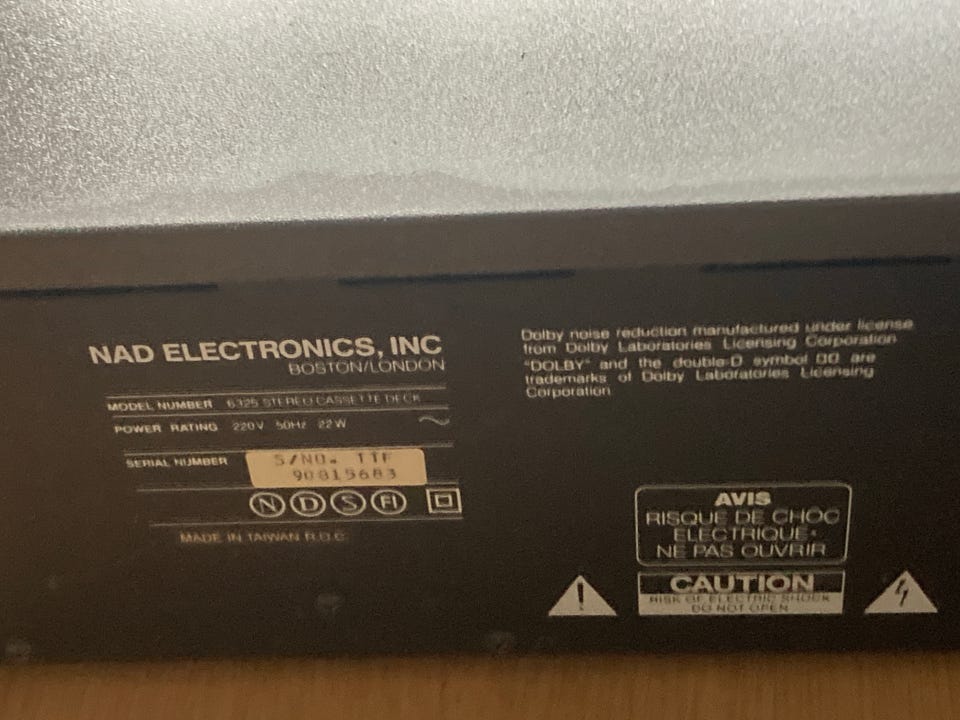 NAD ELECTRONICS, INC
BOSTON/LONDON
MODEL NUMBER 6325 STEREO CASSETTE DECK
POWER RATING 220V 50Hz 22W ~
SERIAL NUMBER S/NO. TTF
90815683
N D S FI
MADE IN TAIWAN R.O.C.
Dolby noise reduction manufactured under license
from Dolby Laboratories Licensing Corporation
"DOLBY" and the double-D symbol DD are
trademarks of Dolby Laboratories Licensing
Corporation
AVIS
RISQUE DE CHOC
ELECTRIQUE-
NE PAS OUVRIR
CAUTION
RISK OF ELECTRIC SHOCK
DO NOT OPEN